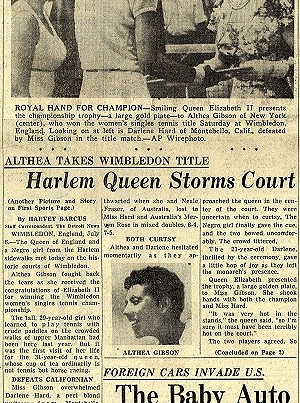 ROYAL HAND FOR CHAMPION—Smiling Queen Elizabeth II presents
the championship trophy—a large gold plate—to Althea Gibson of New York
(center), who won the women's singles tennis title Saturday at Wimbledon,
England. Looking on at left is Darlene Hard of Montebello, Calif., defeated
by Miss Gibson in the title match.—AP Wirephoto.
ALTHEA TAKES WIMBLEDON TITLE
Harlem Queen Storms Court
(Another Picture and Story
on First Sports Page.)
By HARVEY BARCUS
Staff Correspondent, The Detroit News
WIMBLEDON, England, July
6.—The Queen of England and
a Negro girl from the Harlem
sidewalks met today on the his-
toric courts of Wimbledon.
Althea Gibson fought back
the tears as she received the
congratulations of Elizabeth II
for winning the Wimbledon
women's singles tennis cham-
pionship.
The tall, 29-year-old girl who
learned to play tennis with
crude paddles on the crowded
walks of upper Manhattan had
been here last year. But it
was the first visit of her life
for the 31-year-old queen,
whose cup of tea ordinarily is
not tennis but horse racing.
DEFEATS CALIFORNIAN
Miss Gibson overwhelmed
Darlene Hard, a pert blond
thwarted when she and Neale
Fraser, of Australia, lost to
Miss Hard and Australia's Mer-
vyn Rose in mixed doubles, 6-4,
7-5.
BOTH CURTSY
Althea and Darlene hesitated
momentarily as they ap-
ALTHEA GIBSON
proached the queen in the cen-
ter of the court. They
were uncertain when to curtsy. The
Negro girl finally gave the cue,
and the two bowed uncomfor-
tably. The crowd tittered.
The 21-year-old Darlene,
thrilled by the ceremony, gave
a little hop of joy as they left
the monarch's presence.
Queen Elizabeth presented
the trophy, a large golden plate,
to Miss Gibson. She shook
hands with both the champion
and Miss Hard.
"It was very hot in the
stands," the queen said, "so I'm
sure it must have been terribly
hot on the court."
The two players agreed. So
(Concluded on Page 2)
FOREIGN CARS INVADE U.S.
The Baby Auto